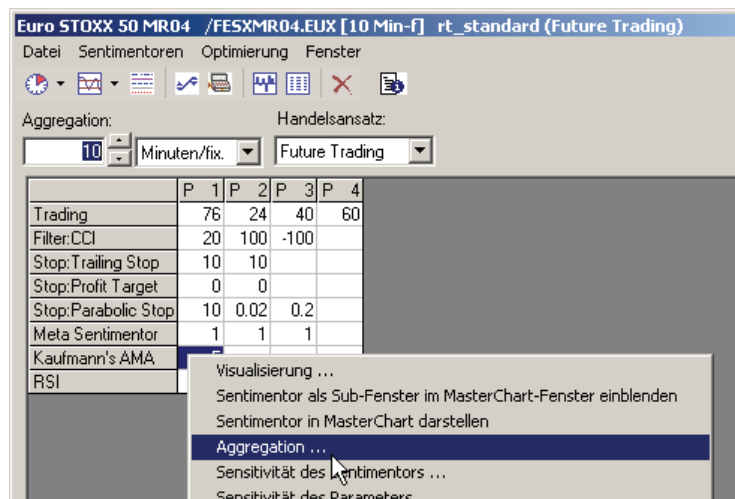 Euro STOXX 50 MR04 /FESXMR04.EUX [10 Min-f] rt_standard (Future Trading)
Datei Sentimentoren Optimierung Fenster
Aggregation: Handelsansatz:
10 Minuten/fix. Future Trading
P 1 P 2 P 3 P 4
Trading 76 24 40 60
Filter:CCI 20 100 -100
Stop:Trailing Stop 10 10
Stop:Profit Target 0 0
Stop:Parabolic Stop 10 0.02 0.2
Meta Sentimentor 1 1 1
Kaufmann's AMA
RSI
Visualisierung ...
Sentimentor als Sub-Fenster im MasterChart-Fenster einblenden
Sentimentor in MasterChart darstellen
Aggregation ...
Sensitivität des Sentimentors ...
Sensitivität des Parameters